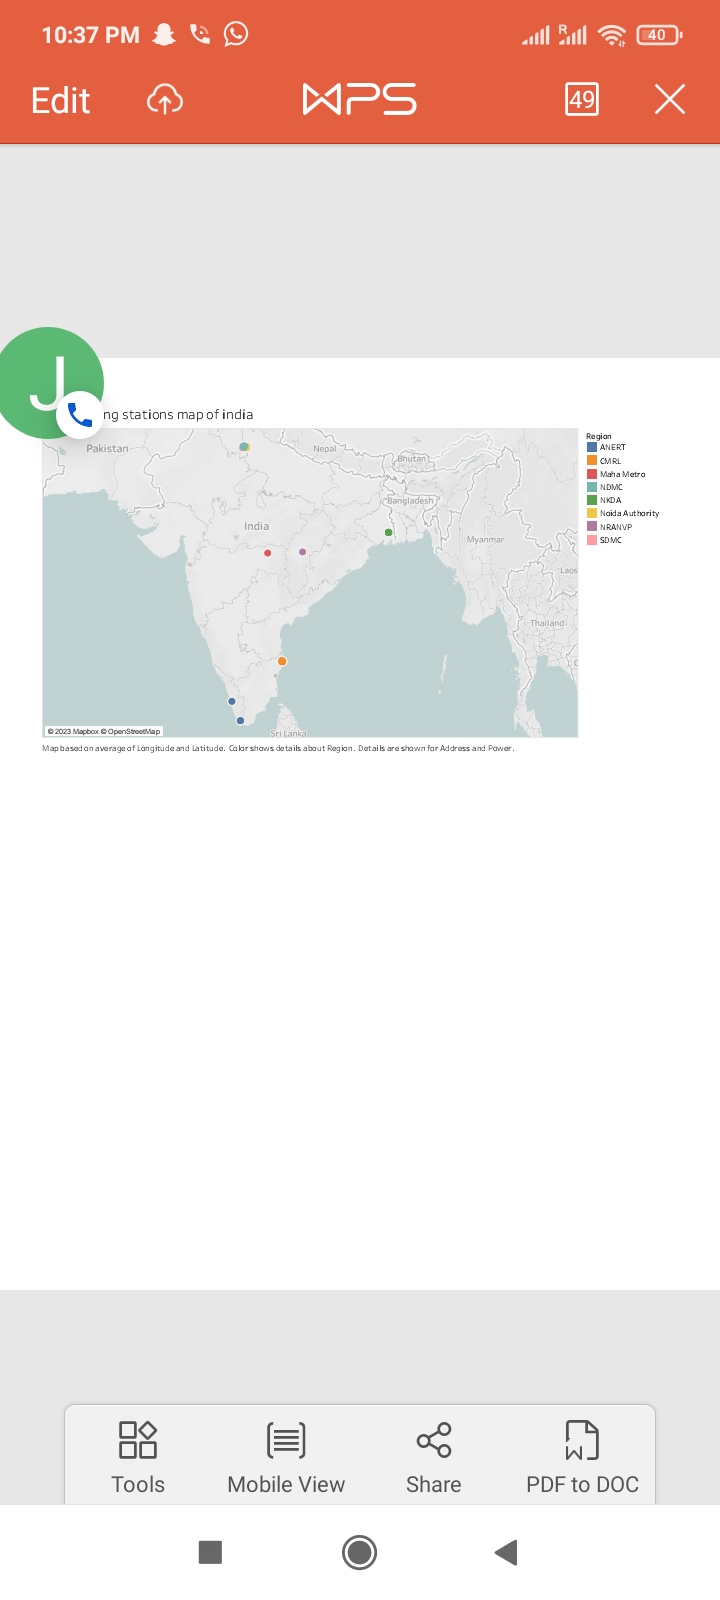 10:37 PM
R
40
Edit
WPS
49
J
ng stations map of india
Pakistan
Nepal
Bhutan
Bangladesh
India
Myanmar
Laos
Thailand
Sri Lanka
© 2023 Mapbox © OpenStreetMap
Region
ANERT
CMRL
Maha Metro
NDMC
NKDA
Noida Authority
NRANVP
SDMC
Map based on average of Longitude and Latitude. Color shows details about Region. Details are shown for Address and Power.
Tools
Mobile View
Share
PDF to DOC